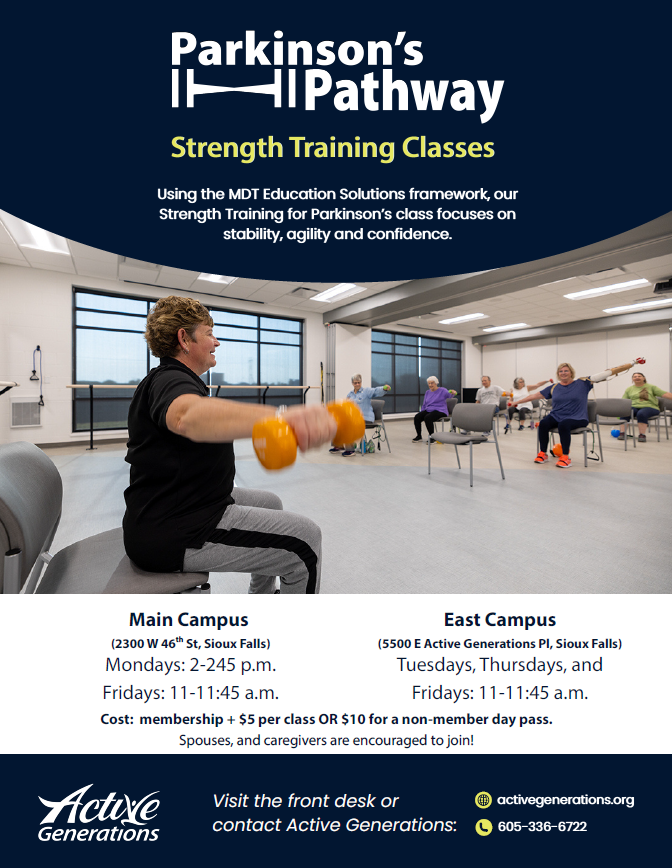 Parkinson's
Pathway
Strength Training Classes
Using the MDT Education Solutions framework, our
Strength Training for Parkinson's class focuses on
stability, agility and confidence.
Main Campus
(2300 W 46th St, Sioux Falls)
Mondays: 2-245 p.m.
Fridays: 11-11:45 a.m.
East Campus
(5500 E Active Generations Pl, Sioux Falls)
Tuesdays, Thursdays, and
Fridays: 11-11:45 a.m.
Cost: membership + $5 per class OR $10 for a non-member day pass.
Spouses, and caregivers are encouraged to join!
Active
Generations
Visit the front desk or
contact Active Generations:
activegenerations.org
605-336-6722